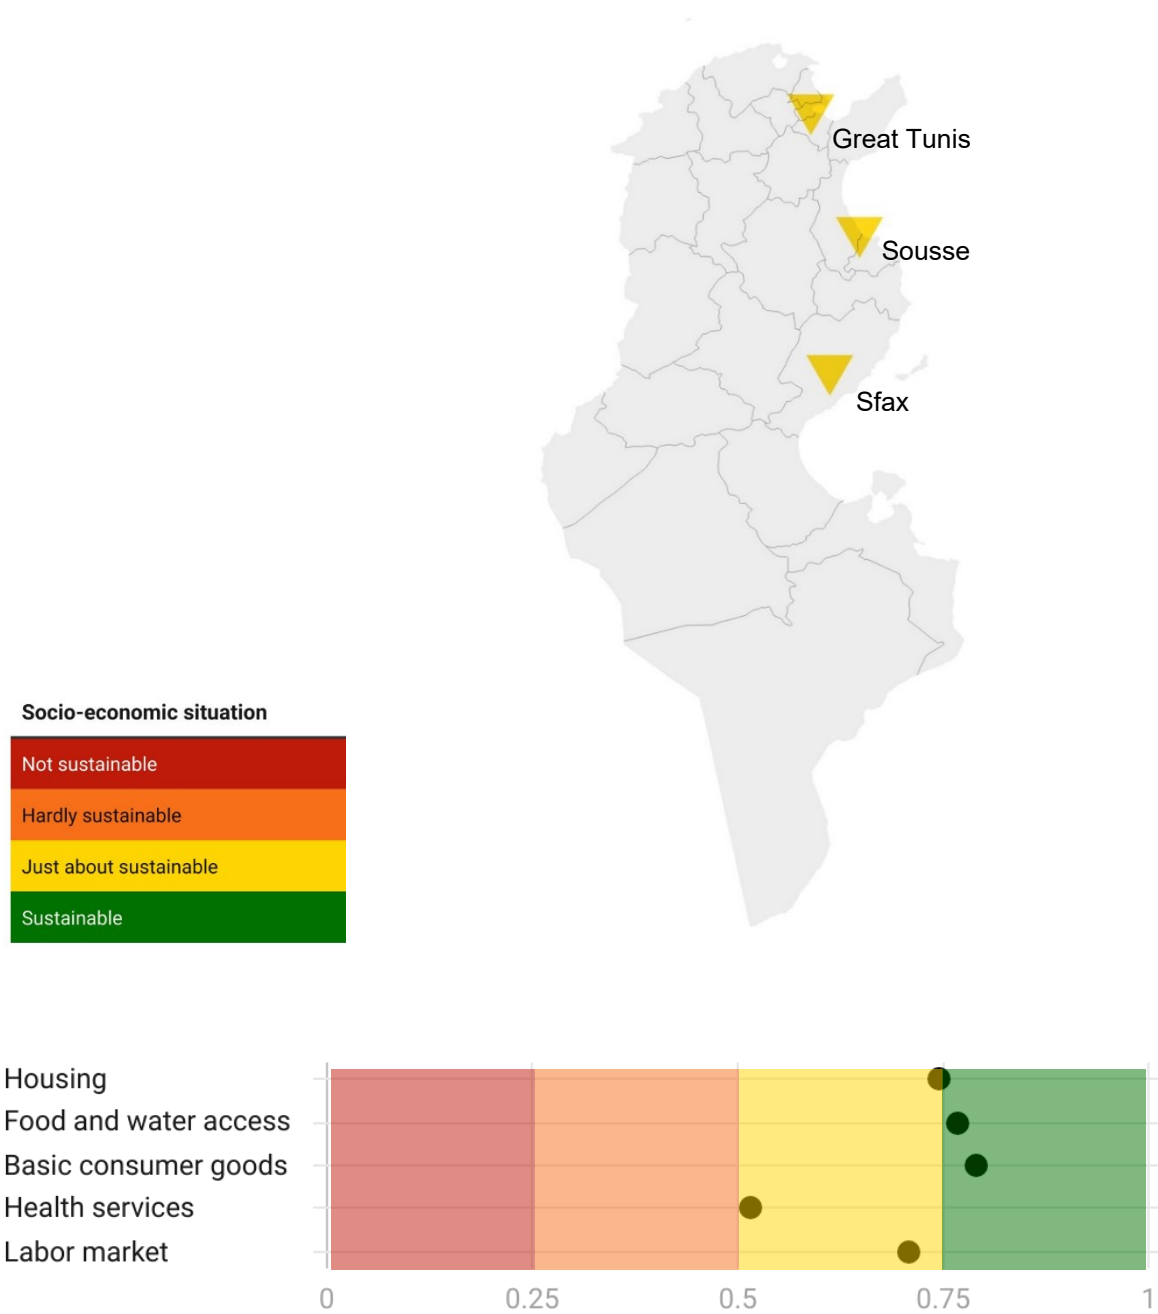 Great Tunis
Sousse
Sfax
Socio-economic situation
Not sustainable
Hardly sustainable
Just about sustainable
Sustainable
Housing
Food and water access
Basic consumer goods
Health services
Labor market
0 0.25 0.5 0.75 1